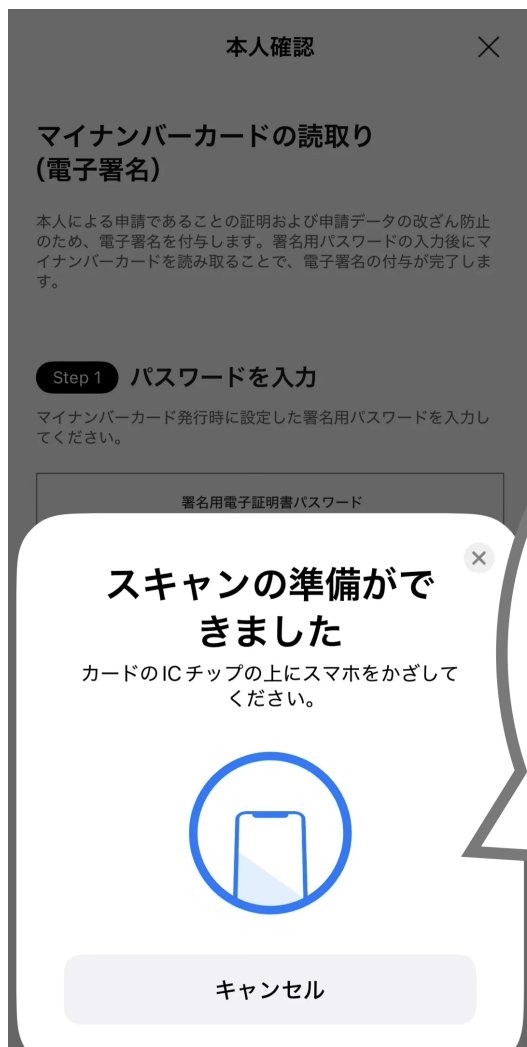 本人確認
マイナンバーカードの読取り
(電子署名)
本人による申請であることの証明および申請データの改ざん防止
のため、電子署名を付与します。署名用パスワードの入力後にマ
イナンバーカードを読み取ることで、電子署名の付与が完了しま
す。
Step 1 パスワードを入力
マイナンバーカード発行時に設定した署名用パスワードを入力し
てください。
署名用電子証明書パスワード
スキャンの準備がで
きました
カードのICチップの上にスマホをかざして
ください。
キャンセル